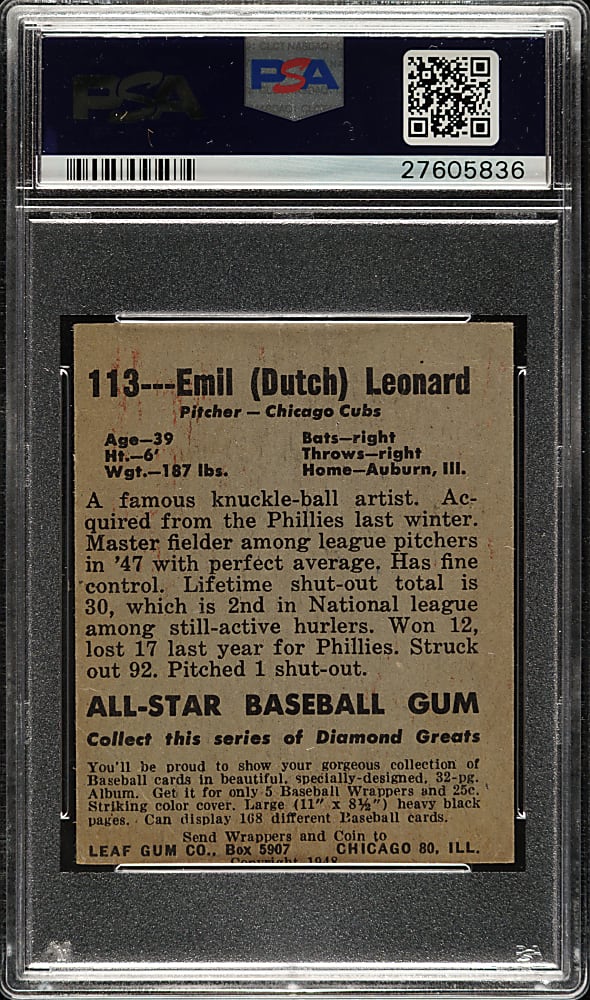 PSA
PSA
27605836
113---Emil (Dutch) Leonard
Pitcher — Chicago Cubs
Age—39 Bats—right
Ht.—6' Throws—right
Wgt.—187 lbs. Home—Auburn, Ill.
A famous knuckle-ball artist. Ac-
quired from the Phillies last winter.
Master fielder among league pitchers
in '47 with perfect average. Has fine
control. Lifetime shut-out total is
30, which is 2nd in National league
among still-active hurlers. Won 12,
lost 17 last year for Phillies. Struck
out 92. Pitched 1 shut-out.
ALL-STAR BASEBALL GUM
Collect this series of Diamond Greats
You'll be proud to show your gorgeous collection of
Baseball cards in beautiful, specially-designed, 32-pg.
Album. Get it for only 5 Baseball Wrappers and 25c.
Striking color cover. Large (11" x 8½") heavy black
pages. Can display 168 different Baseball cards.
Send Wrappers and Coin to
LEAF GUM CO., Box 5907 CHICAGO 80, ILL.
Copyright 1948